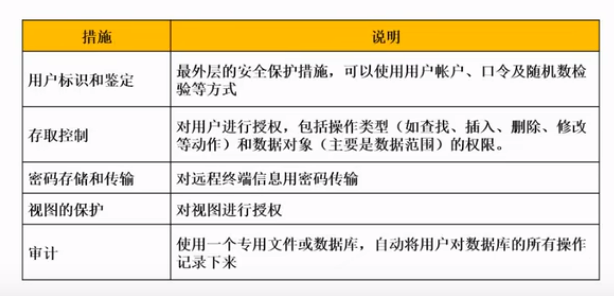 措施 说明
用户标识和鉴定 最外层的安全保护措施，可以使用用户帐户、口令及随机数检
验等方式
存取控制 对用户进行授权，包括操作类型（如查找、插入、删除、修改
等动作）和数据对象（主要是数据范围）的权限。
密码存储和传输 对远程终端信息用密码传输
视图的保护 对视图进行授权
审计 使用一个专用文件或数据库，自动将用户对数据库的所有操作
记录下来